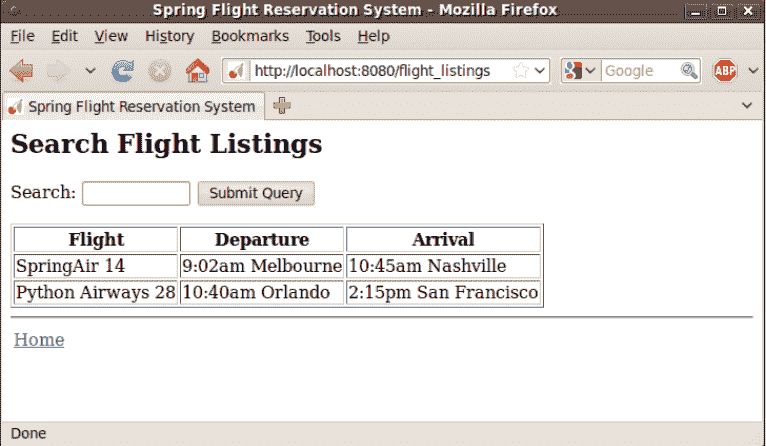 Spring Flight Reservation System - Mozilla Firefox
File Edit View History Bookmarks Tools Help
http://localhost:8080/flight_listings Google ABP
Spring Flight Reservation System
Search Flight Listings
Search: Submit Query
Flight Departure Arrival
SpringAir 14 9:02am Melbourne 10:45am Nashville
Python Airways 28 10:40am Orlando 2:15pm San Francisco
Home
Done